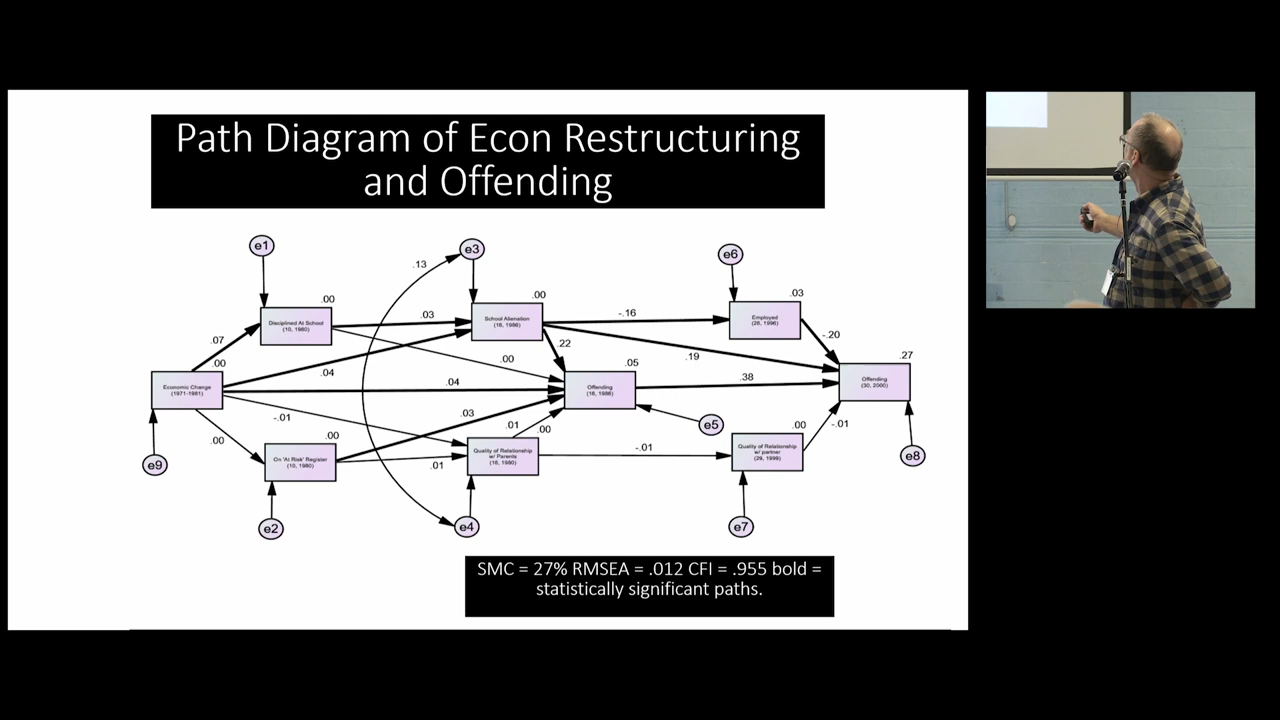 Path Diagram of Econ Restructuring
and Offending
e1
e3
e6
.13
.00
.00
.03
Disciplined At School
(10, 1980)
.03
School Alienation
(16, 1986)
-.16
Employed
(26, 1996)
.07
.22
-.20
.00
.04
.00
.05
.19
.27
Economic Change
(1971-1981)
.04
Offending
(16, 1986)
.38
Offending
(30, 2000)
-.01
.03
.01
.00
e5
.00
-.01
.00
.00
On 'At Risk' Register
(10, 1980)
.01
Quality of Relationship
w/ Parents
(16, 1980)
-.01
Quality of Relationship
w/ partner
(29, 1999)
e9
e8
e2
e4
e7
SMC = 27% RMSEA = .012 CFI = .955 bold =
statistically significant paths.